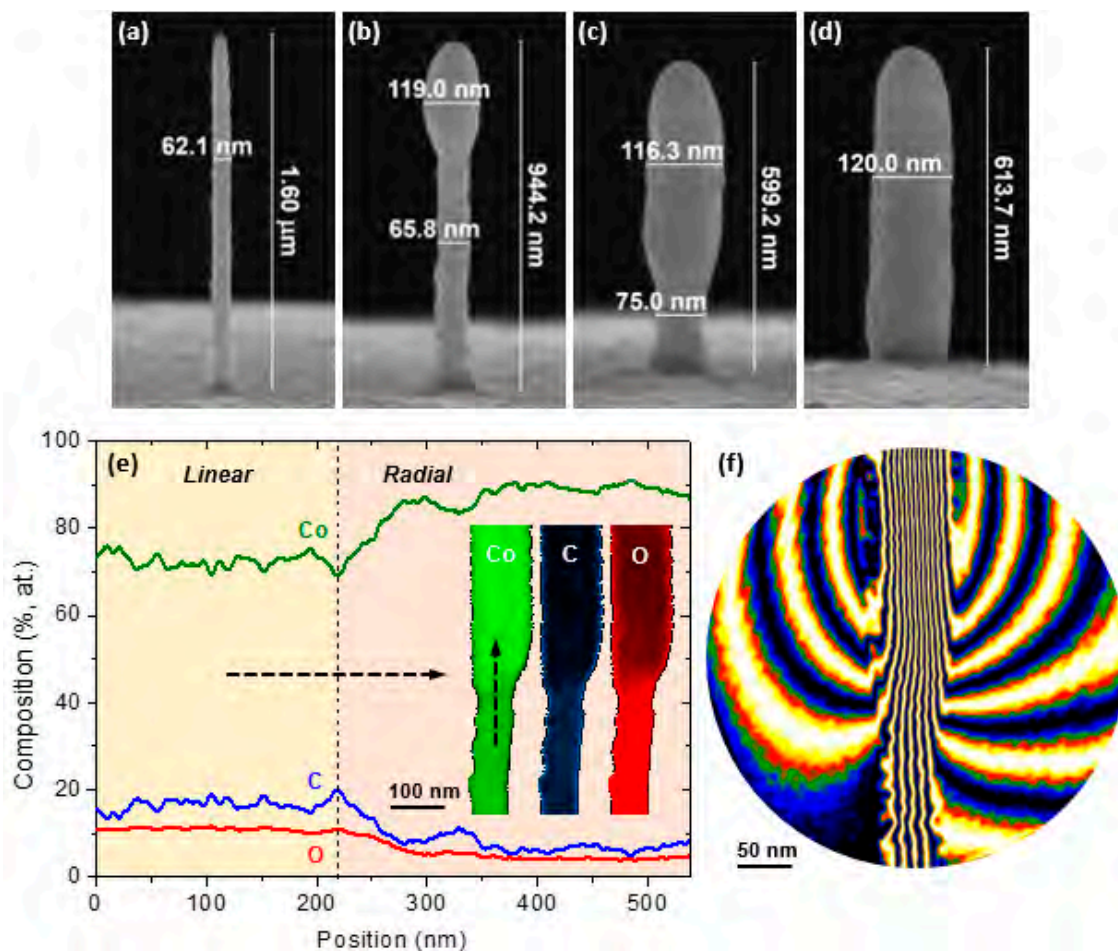 (a)
62.1 nm
1.60 µm
(b)
119.0 nm
65.8 nm
944.2 nm
(c)
116.3 nm
75.0 nm
599.2 nm
(d)
120.0 nm
613.7 nm
(e)
Linear
Radial
Co
C
O
Co
C
O
100 nm
100
80
60
40
20
0
Composition (%, at.)
0
100
200
300
400
500
Position (nm)
(f)
50 nm